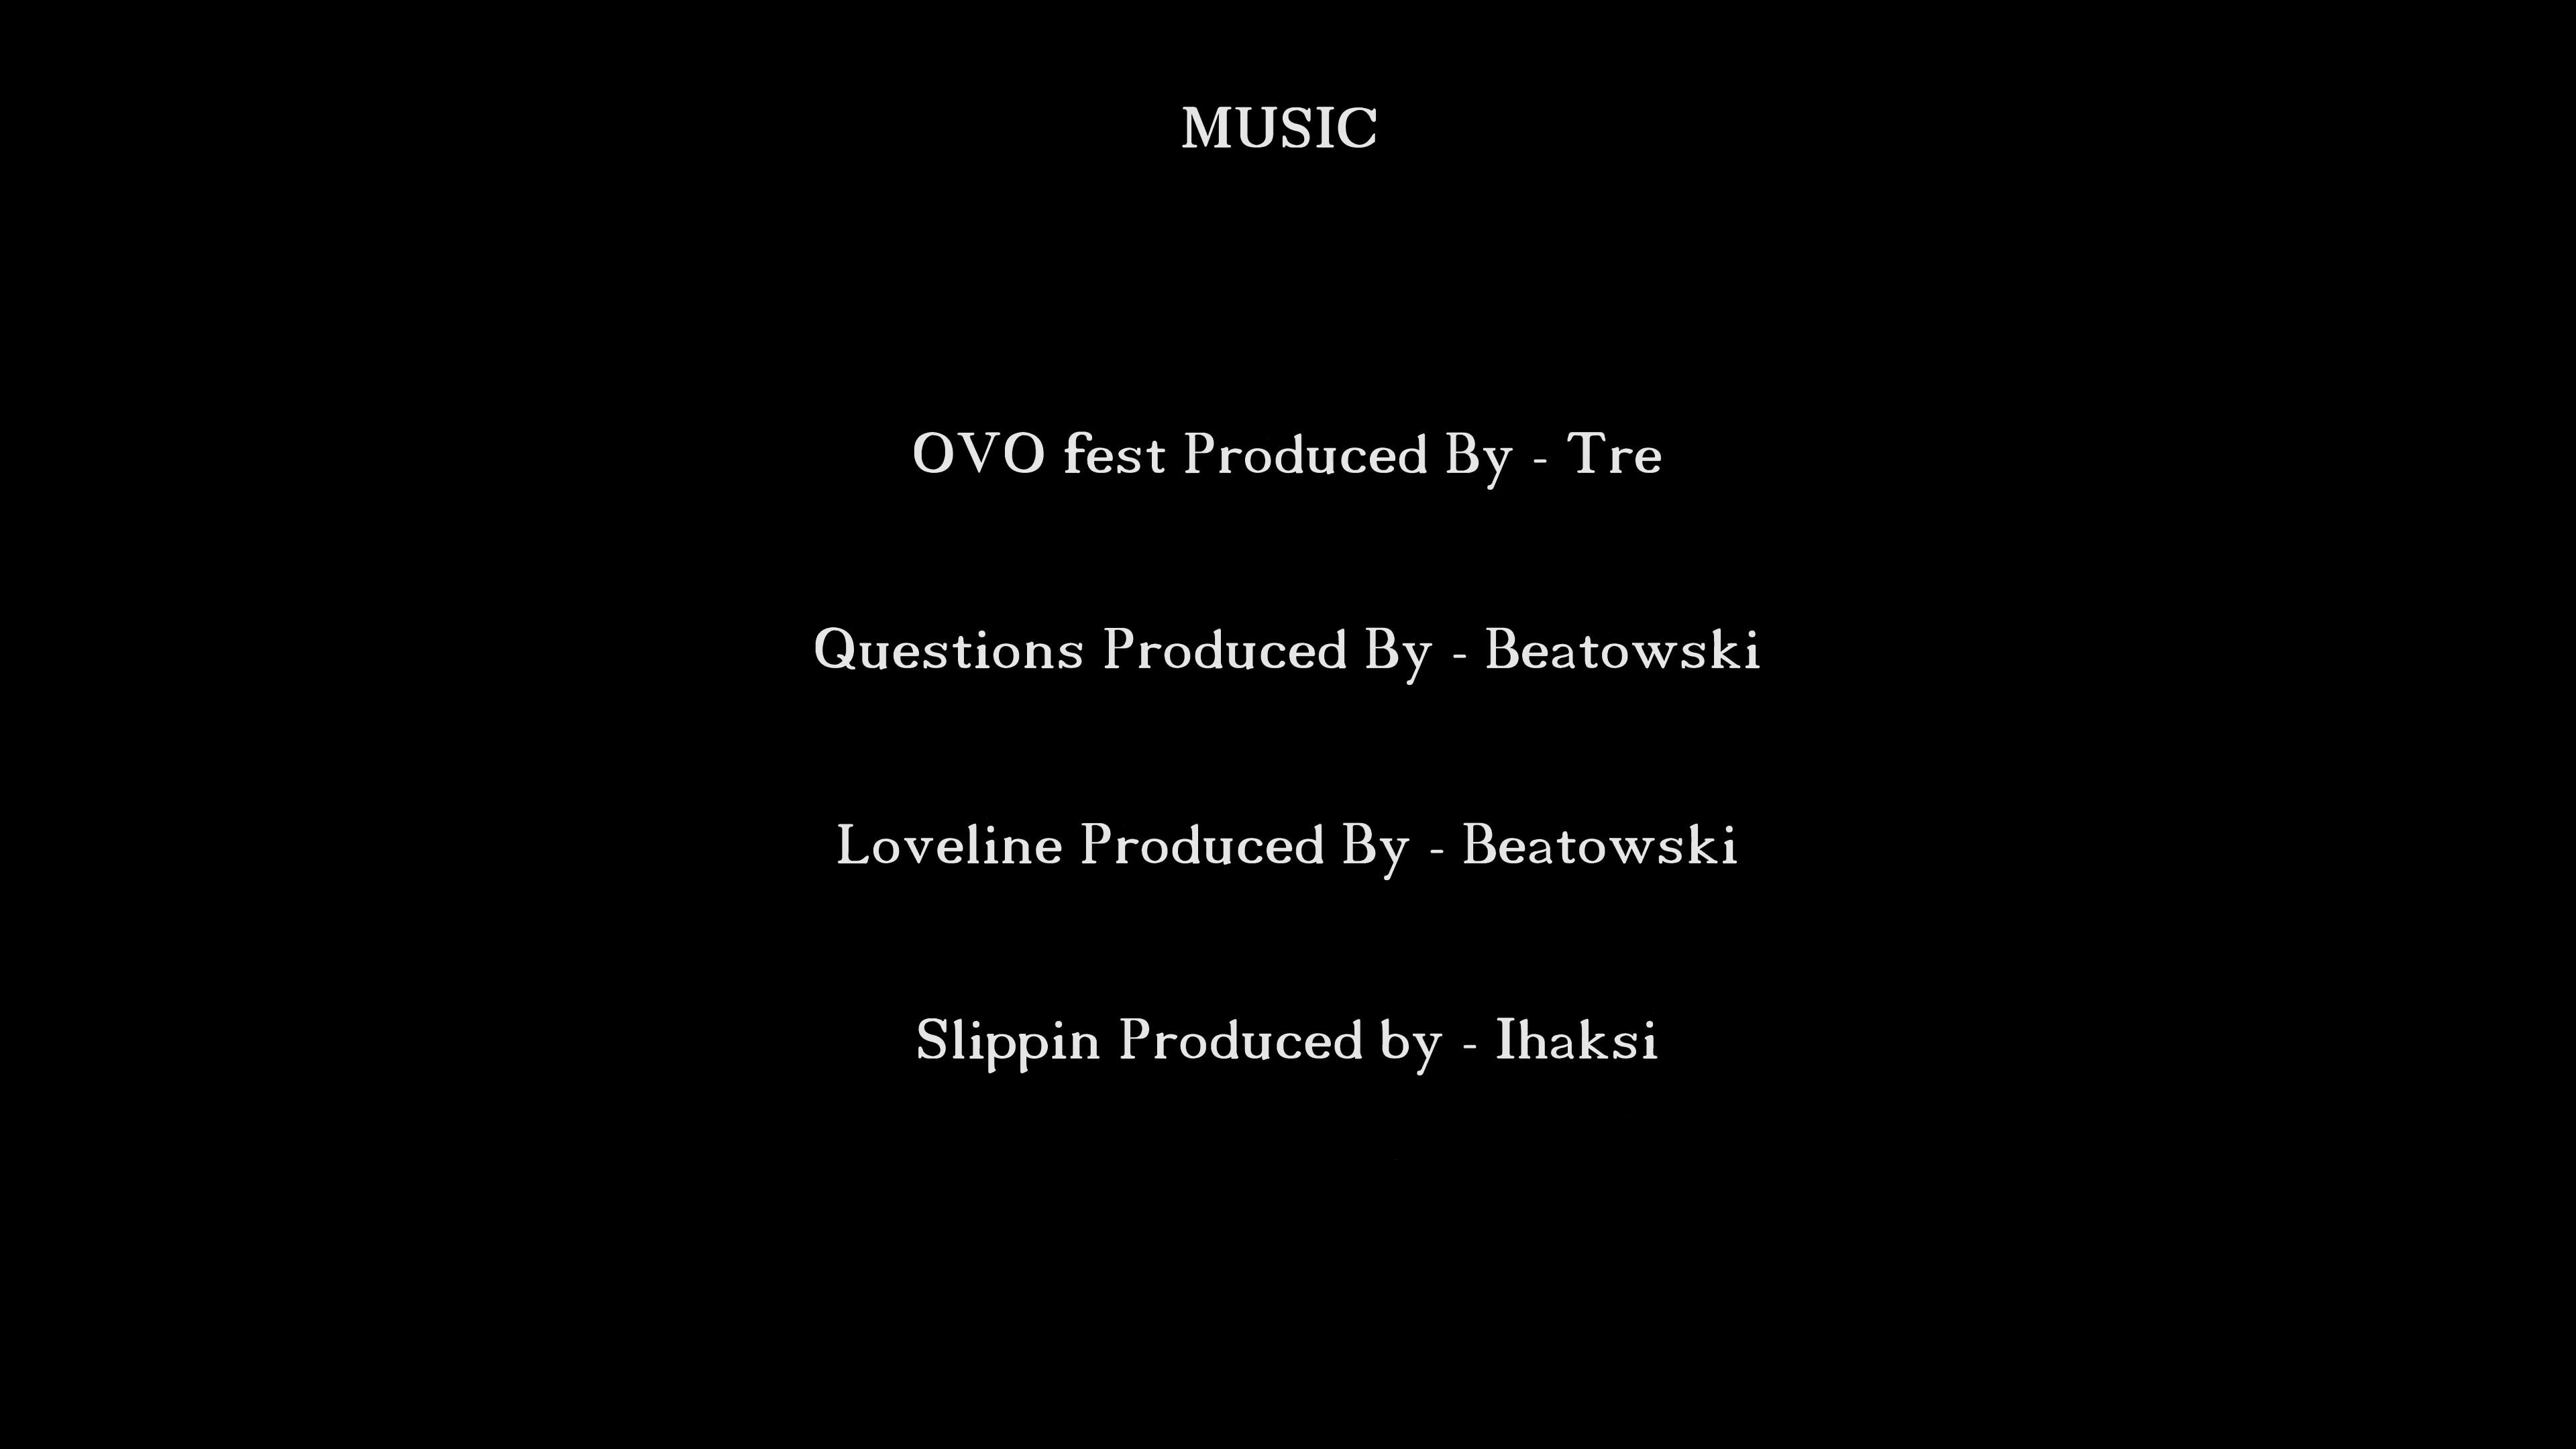 MUSIC
OVO fest Produced By - Tre
Questions Produced By - Beatowski
Loveline Produced By - Beatowski
Slippin Produced by - Ihaksi